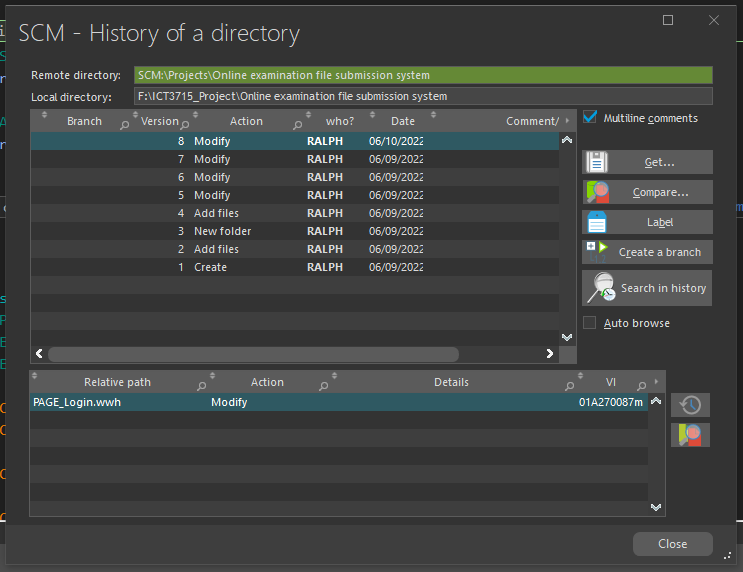 SCM - History of a directory
Remote directory: SCM:\Projects\Online examination file submission system
Local directory: F:\ICT3715_Project\Online examination file submission system
Branch Version Action who? Date Comment/
8 Modify RALPH 06/10/2022
7 Modify RALPH 06/09/2022
6 Modify RALPH 06/09/2022
5 Modify RALPH 06/09/2022
4 Add files RALPH 06/09/2022
3 New folder RALPH 06/09/2022
2 Add files RALPH 06/09/2022
1 Create RALPH 06/09/2022
Multiline comments
Get...
Compare...
Label
Create a branch
Search in history
Auto browse
Relative path Action Details VI
PAGE_Login.wwh Modify 01A270087m
Close